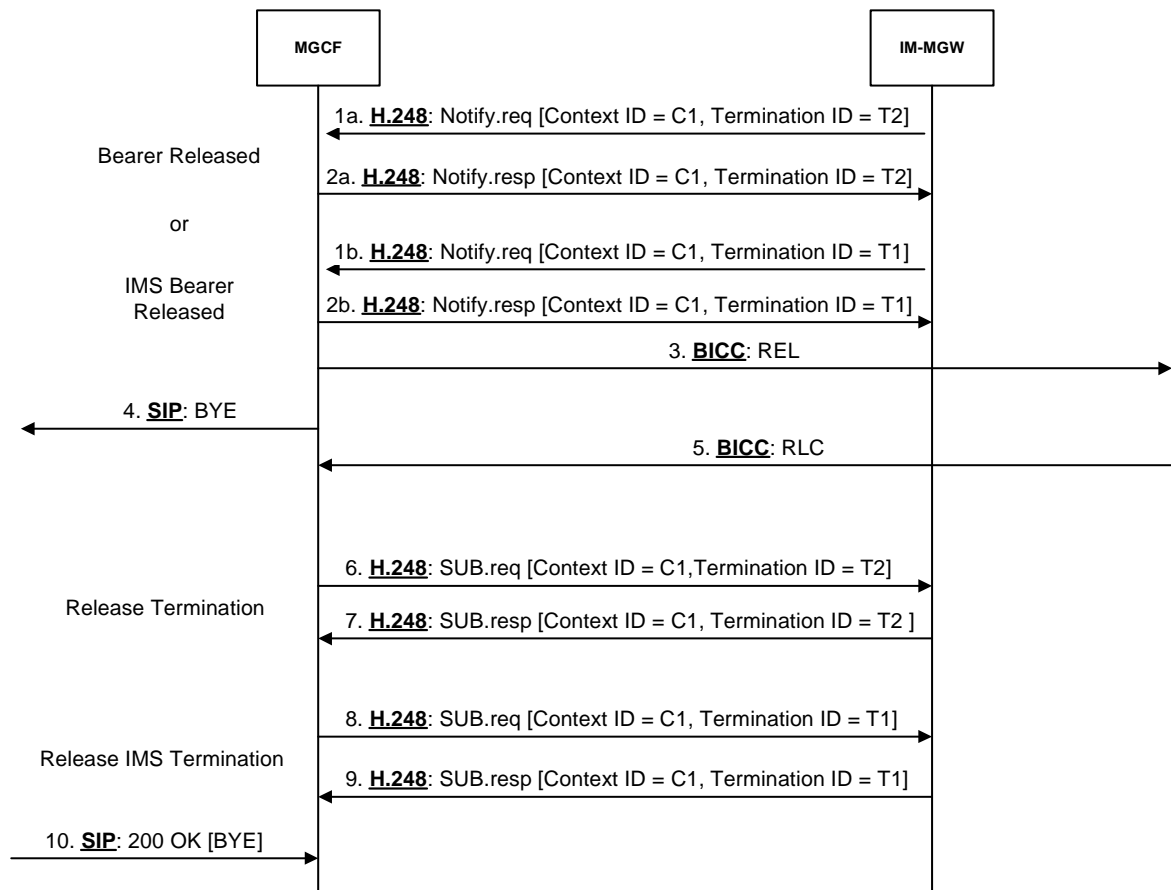 MGCF
IM-MGW
1a. H.248: Notify.req [Context ID = C1, Termination ID = T2]
Bearer Released
2a. H.248: Notify.resp [Context ID = C1, Termination ID = T2]
or
1b. H.248: Notify.req [Context ID = C1, Termination ID = T1]
IMS Bearer
Released
2b. H.248: Notify.resp [Context ID = C1, Termination ID = T1]
3. BICC: REL
4. SIP: BYE
5. BICC: RLC
6. H.248: SUB.req [Context ID = C1,Termination ID = T2]
Release Termination
7. H.248: SUB.resp [Context ID = C1, Termination ID = T2 ]
8. H.248: SUB.req [Context ID = C1, Termination ID = T1]
Release IMS Termination
9. H.248: SUB.resp [Context ID = C1, Termination ID = T1]
10. SIP: 200 OK [BYE]